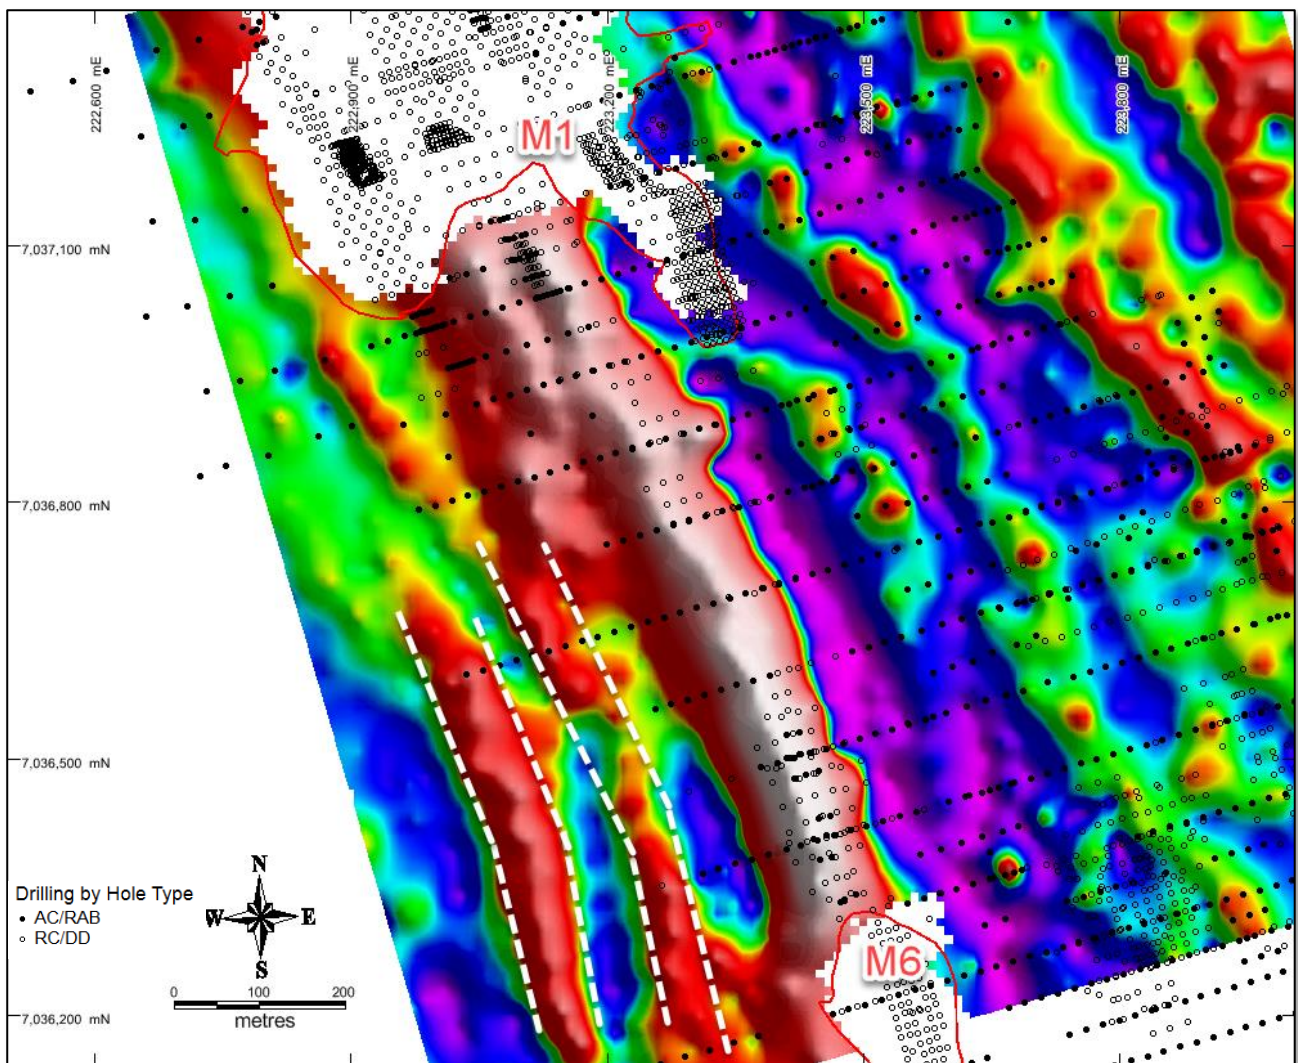 222,600 mE
222,900 mE
223,200 mE
223,500 mE
223,800 mE
M1
7,037,100 mN
7,036,800 mN
7,036,500 mN
7,036,200 mN
M6
Drilling by Hole Type
AC/RAB
RC/DD
N
W E
S
0 100 200
metres